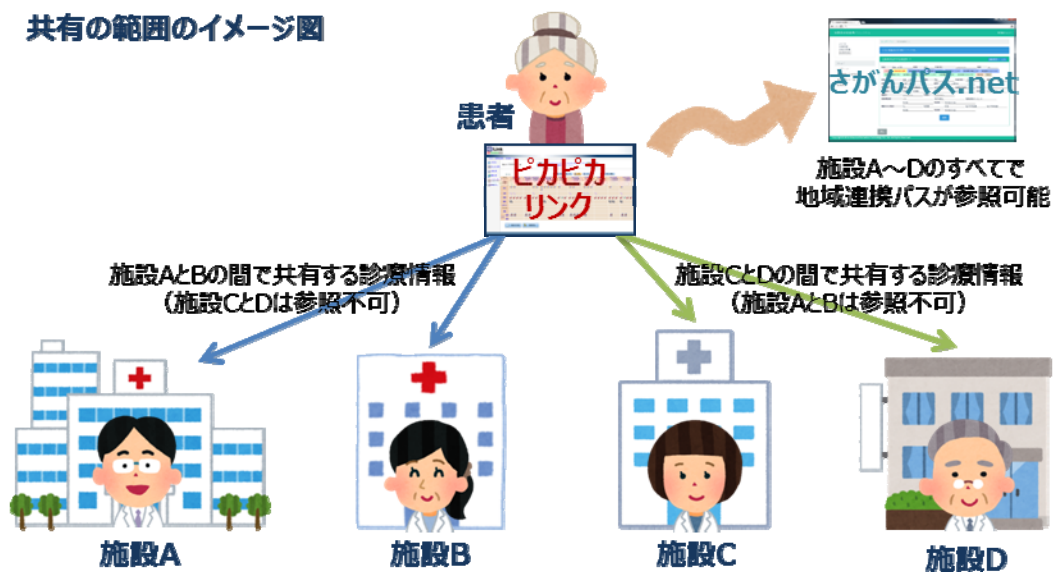 共有の範囲のイメージ図
患者
さがんパス.net
ピカピカ
リンク
施設A～Dのすべてで
地域連携パスが参照可能
施設AとBの間で共有する診療情報
（施設CとDは参照不可）
施設CとDの間で共有する診療情報
（施設AとBは参照不可）
施設A
施設B
施設C
施設D